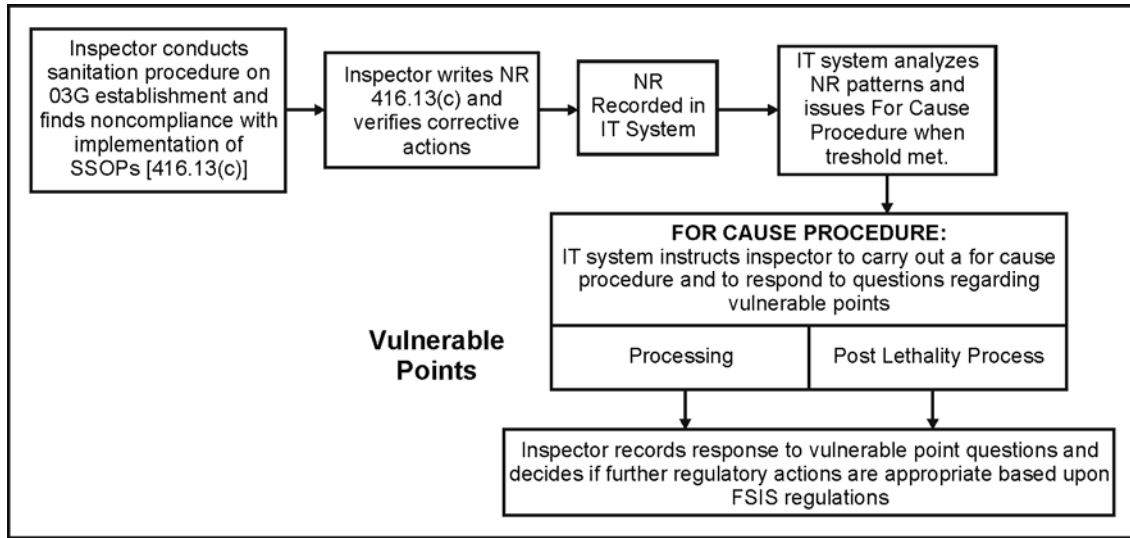 Inspector conducts
sanitation procedure on
03G establishment and
finds noncompliance with
implementation of
SSOPs [416.13(c)]
Inspector writes NR
416.13(c) and
verifies corrective
actions
NR
Recorded in
IT System
IT system analyzes
NR patterns and
issues For Cause
Procedure when
treshold met.
FOR CAUSE PROCEDURE:
IT system instructs inspector to carry out a for cause
procedure and to respond to questions regarding
vulnerable points
Vulnerable
Points
Processing
Post Lethality Process
Inspector records response to vulnerable point questions and
decides if further regulatory actions are appropriate based upon
FSIS regulations